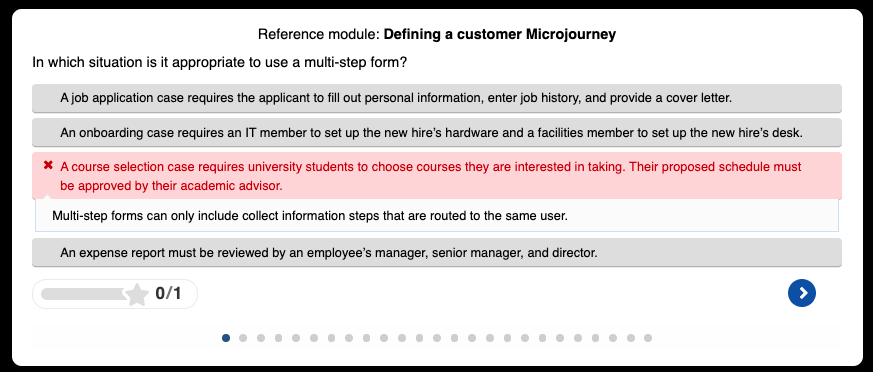 Reference module: Defining a customer Microjourney
In which situation is it appropriate to use a multi-step form?
A job application case requires the applicant to fill out personal information, enter job history, and provide a cover letter.
An onboarding case requires an IT member to set up the new hire's hardware and a facilities member to set up the new hire's desk.
A course selection case requires university students to choose courses they are interested in taking. Their proposed schedule must
be approved by their academic advisor.
Multi-step forms can only include collect information steps that are routed to the same user.
An expense report must be reviewed by an employee's manager, senior manager, and director.
0/1